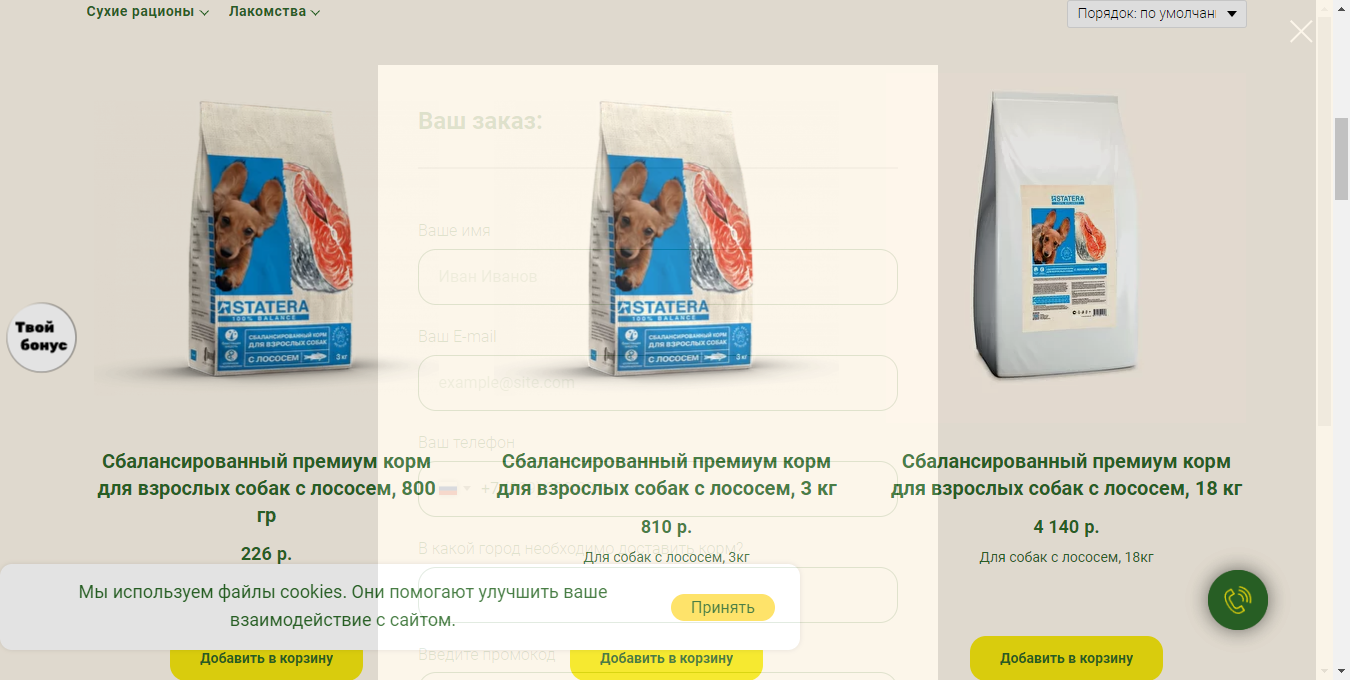 Сухие рационы
Лакомства
Порядок: по умолчан
Ваш заказ:
Ваше имя
Иван Иванов
Ваш E-mail
example@site.com
Ваш телефон
+7
В какой город необходимо доставить корм?
Введите промокод
Твой
бонус
STATERA
100% BALANCE
СБАЛАНСИРОВАННЫЙ КОРМ
ДЛЯ ВЗРОСЛЫХ СОБАК
С ЛОСОСЕМ
3 кг
STATERA
100% BALANCE
СБАЛАНСИРОВАННЫЙ КОРМ
ДЛЯ ВЗРОСЛЫХ СОБАК
С ЛОСОСЕМ
3 кг
STATERA
Сбалансированный премиум корм
для взрослых собак с лососем, 800
гр
226 р.
Сбалансированный премиум корм
для взрослых собак с лососем, 3 кг
810 р.
Для собак с лососем, 3кг
Сбалансированный премиум корм
для взрослых собак с лососем, 18 кг
4 140 р.
Для собак с лососем, 18кг
Мы используем файлы cookies. Они помогают улучшить ваше
взаимодействие с сайтом.
Принять
Добавить в корзину
Добавить в корзину
Добавить в корзину